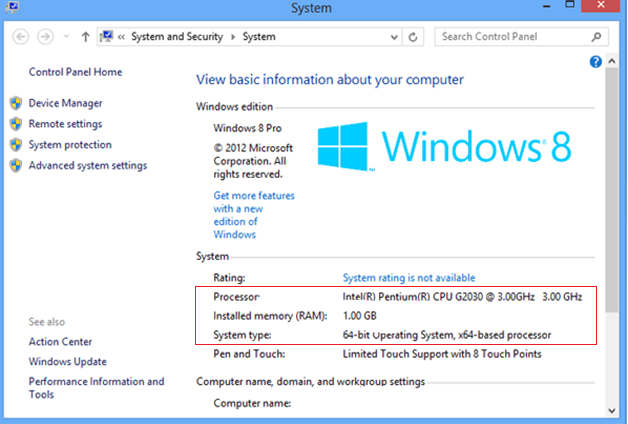 System
System and Security
System
Search Control Panel
Control Panel Home
Device Manager
Remote settings
System protection
Advanced system settings
See also
Action Center
Windows Update
Performance Information and
Tools
View basic information about your computer
Windows edition
Windows 8 Pro
© 2012 Microsoft
Corporation. All
rights reserved.
Get more features
with a new
edition of
Windows
Windows 8
System
Rating: System rating is not available
Processor Intel(R) Pentium(R) CPU G2030 @ 3.00GHz 3.00 GHz
Installed memory (RAM): 1.00 GB
System type: 64-bit Operating System, x64-based processor
Pen and Touch: Limited Touch Support with 8 Touch Points
Computer name, domain, and workgroup settings
Computer name: